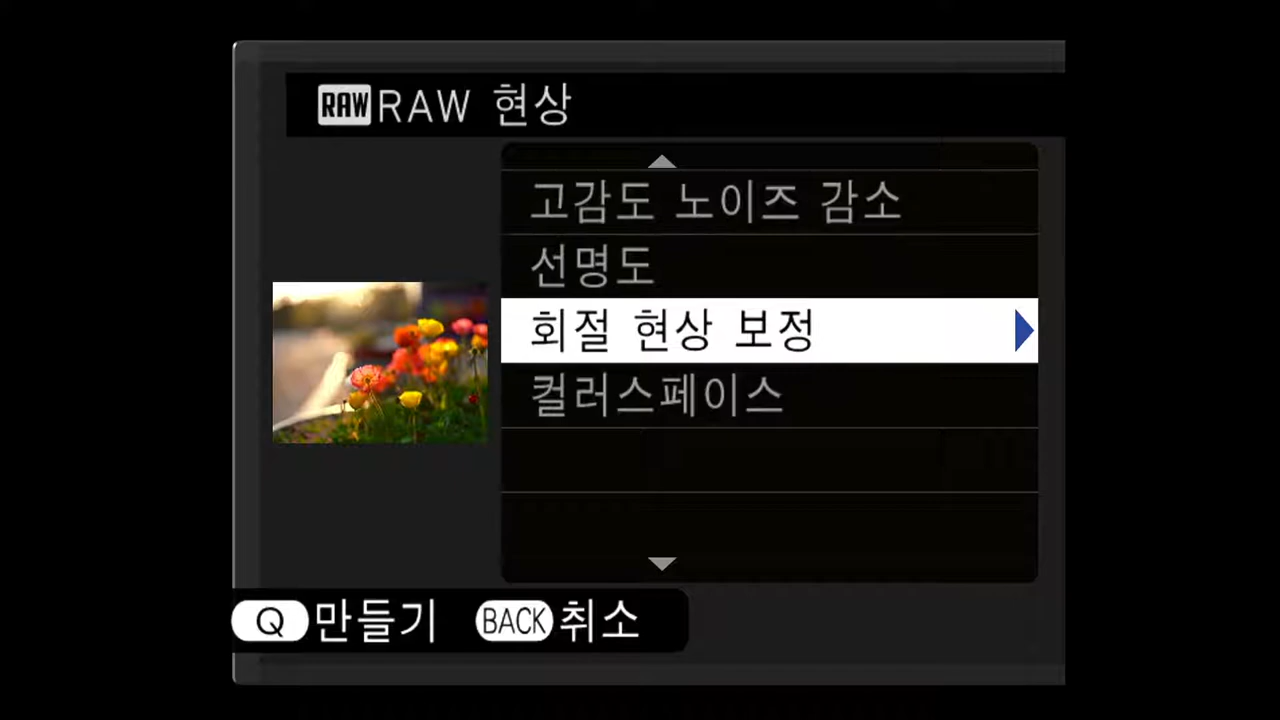 RAW RAW 현상
고감도 노이즈 감소
선명도
회절 현상 보정
컬러스페이스
Q 만들기 BACK 취소